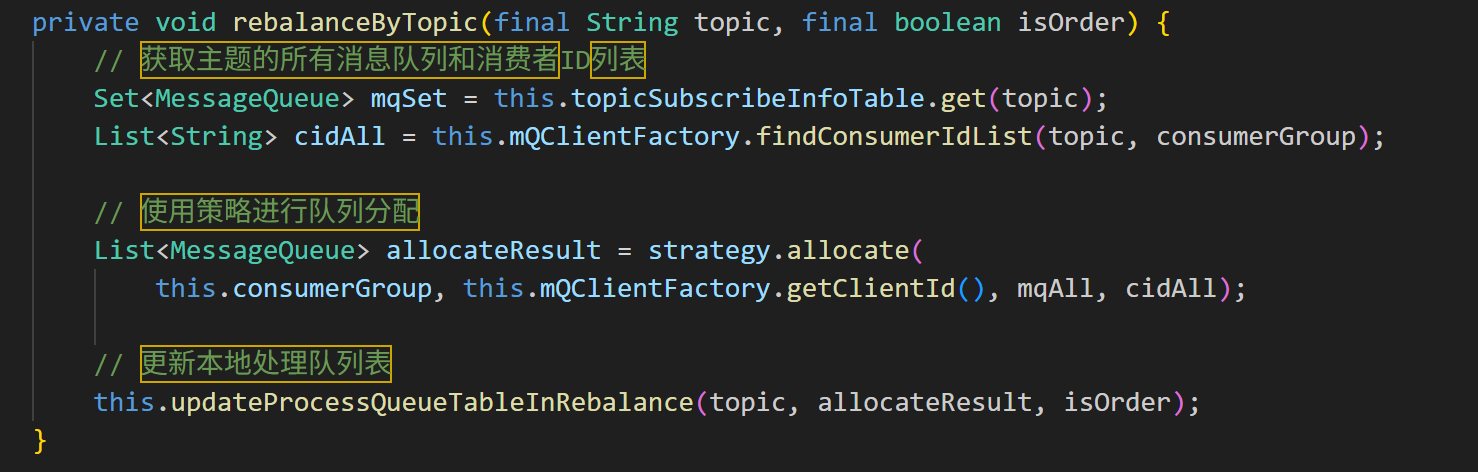 private void rebalanceByTopic(final String topic, final boolean isOrder) {
// 获取主题的所有消息队列和消费者ID列表
Set<MessageQueue> mqSet = this.topicSubscribeInfoTable.get(topic);
List<String> cidAll = this.mQClientFactory.findConsumerIdList(topic, consumerGroup);
// 使用策略进行队列分配
List<MessageQueue> allocateResult = strategy.allocate(
this.consumerGroup, this.mQClientFactory.getClientId(), mqAll, cidAll);
// 更新本地处理队列表
this.updateProcessQueueTableInRebalance(topic, allocateResult, isOrder);
}